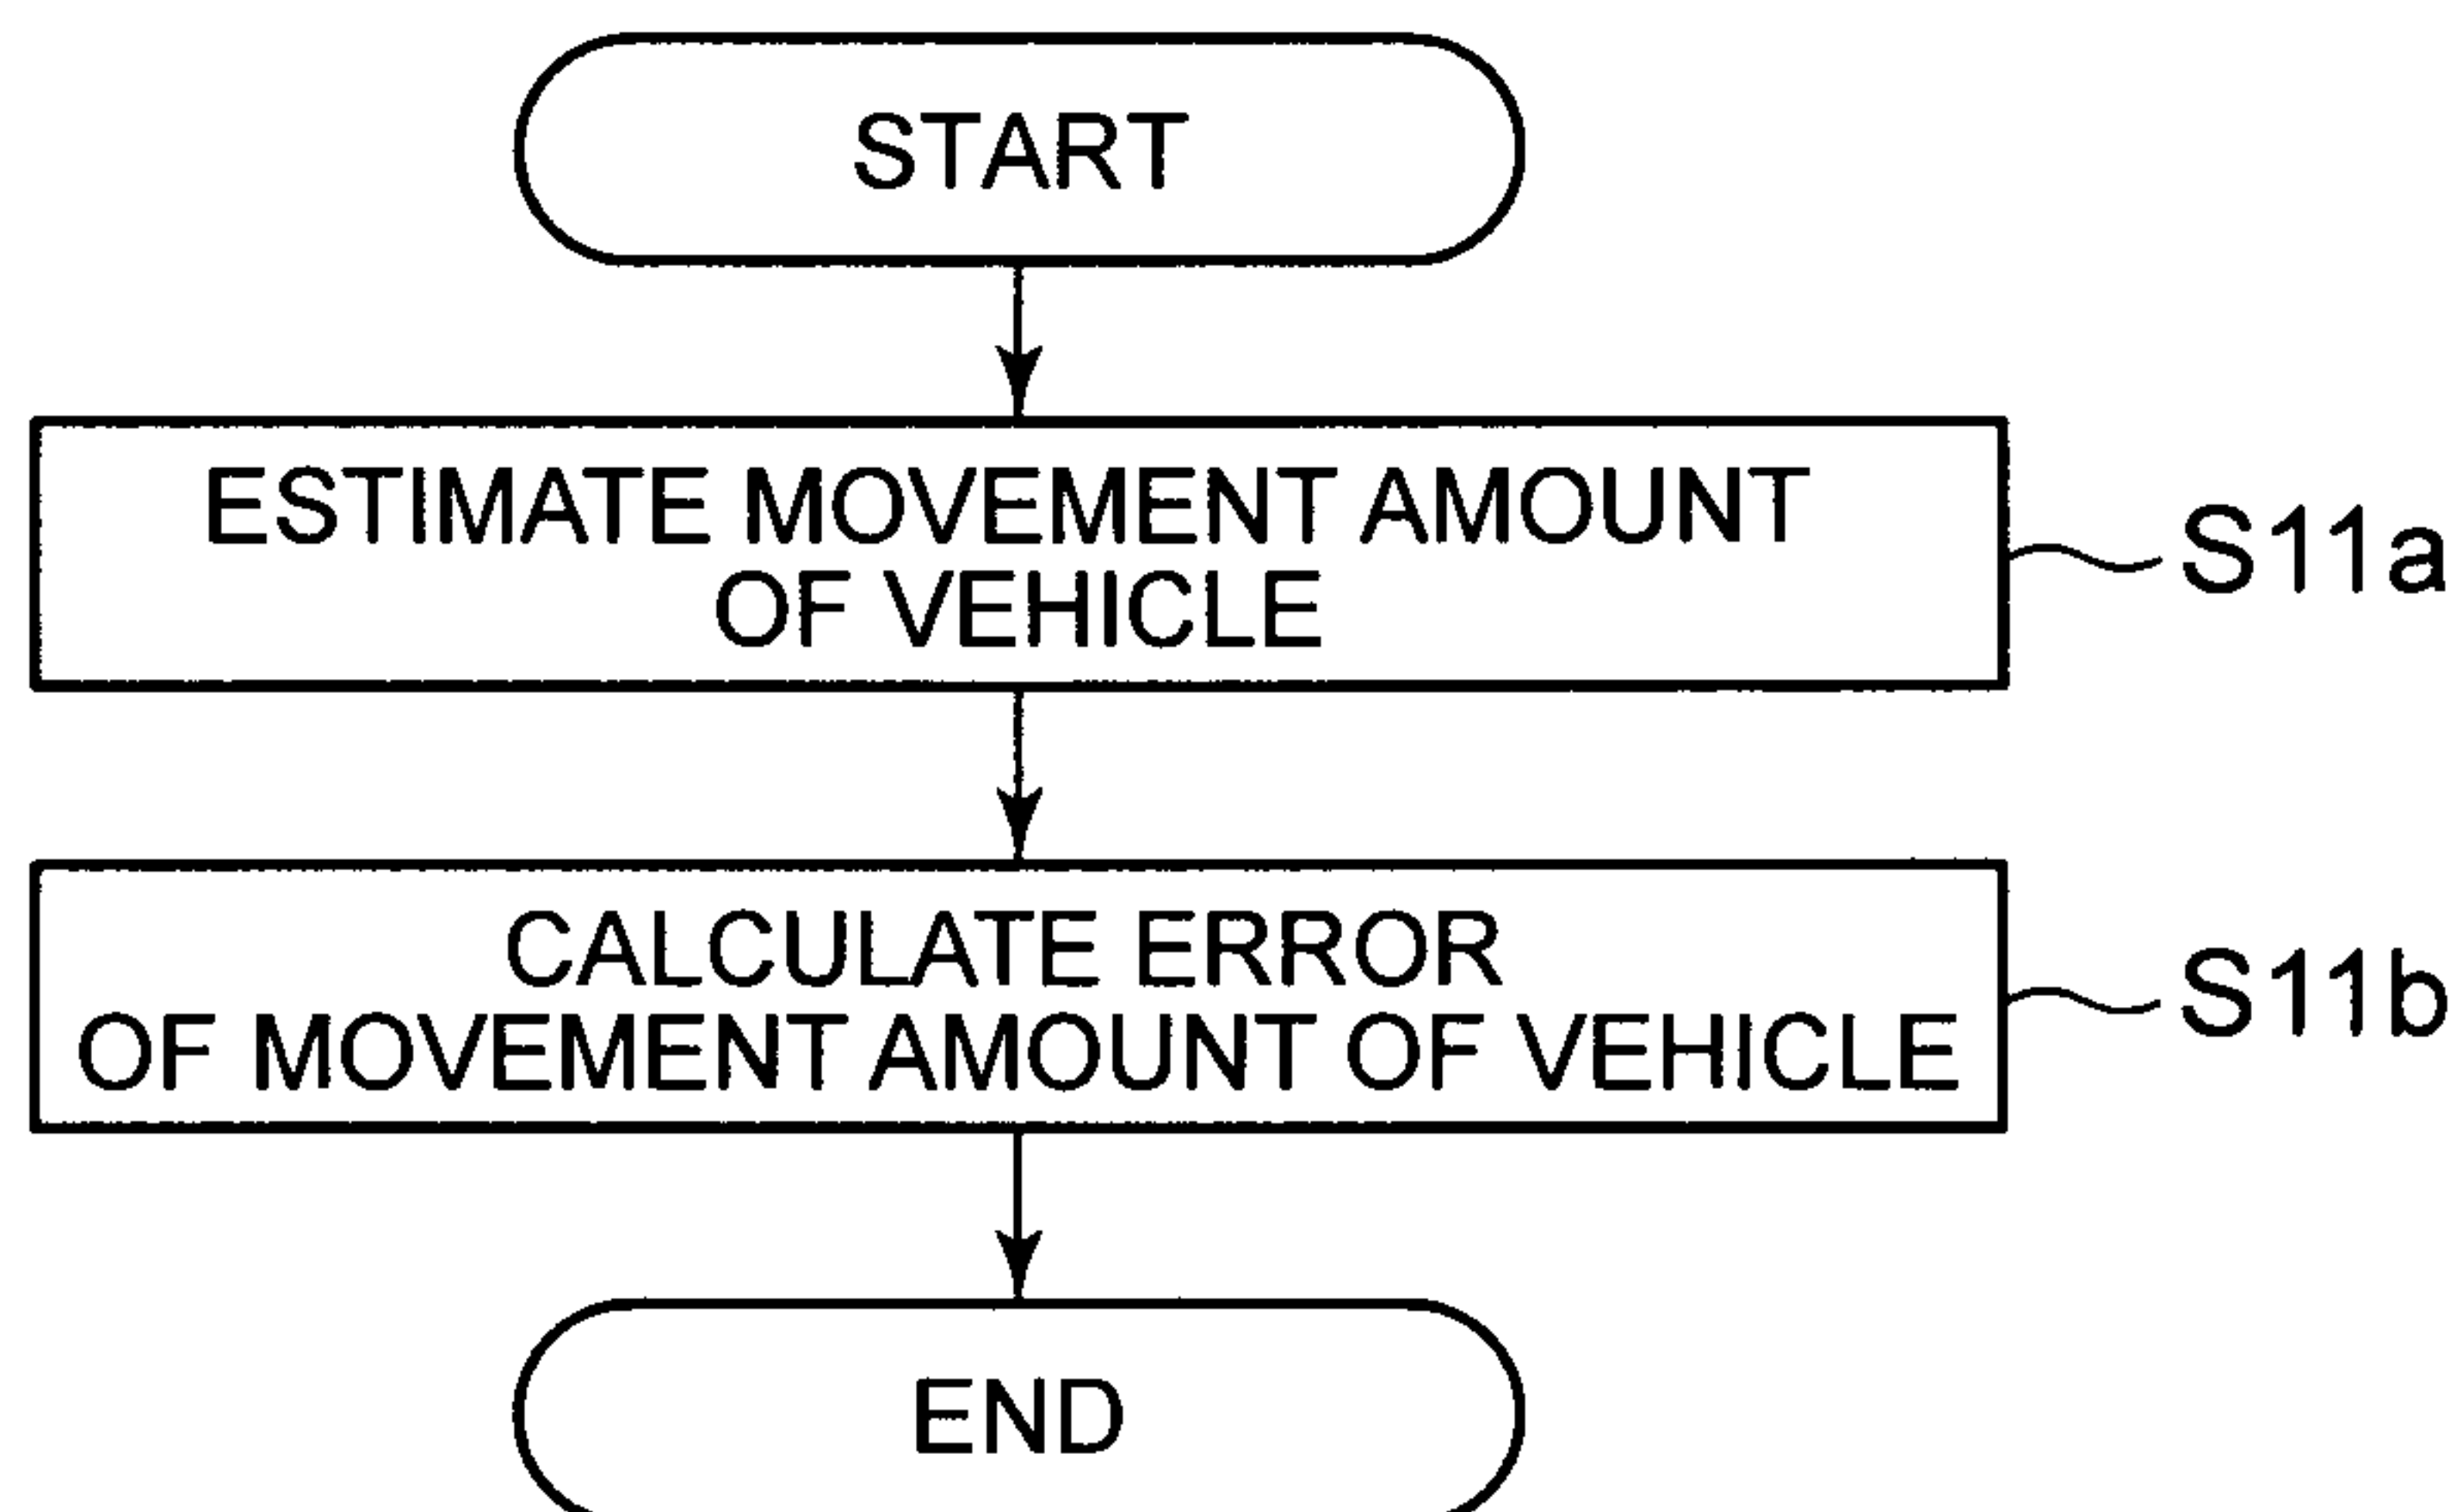 START
ESTIMATE MOVEMENT AMOUNT
OF VEHICLE
S11a
CALCULATE ERROR
OF MOVEMENT AMOUNT OF VEHICLE
S11b
END